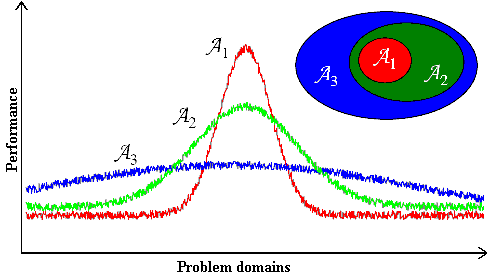 𝒜1
𝒜3
𝒜1
𝒜2
𝒜2
𝒜3
Performance
Problem domains